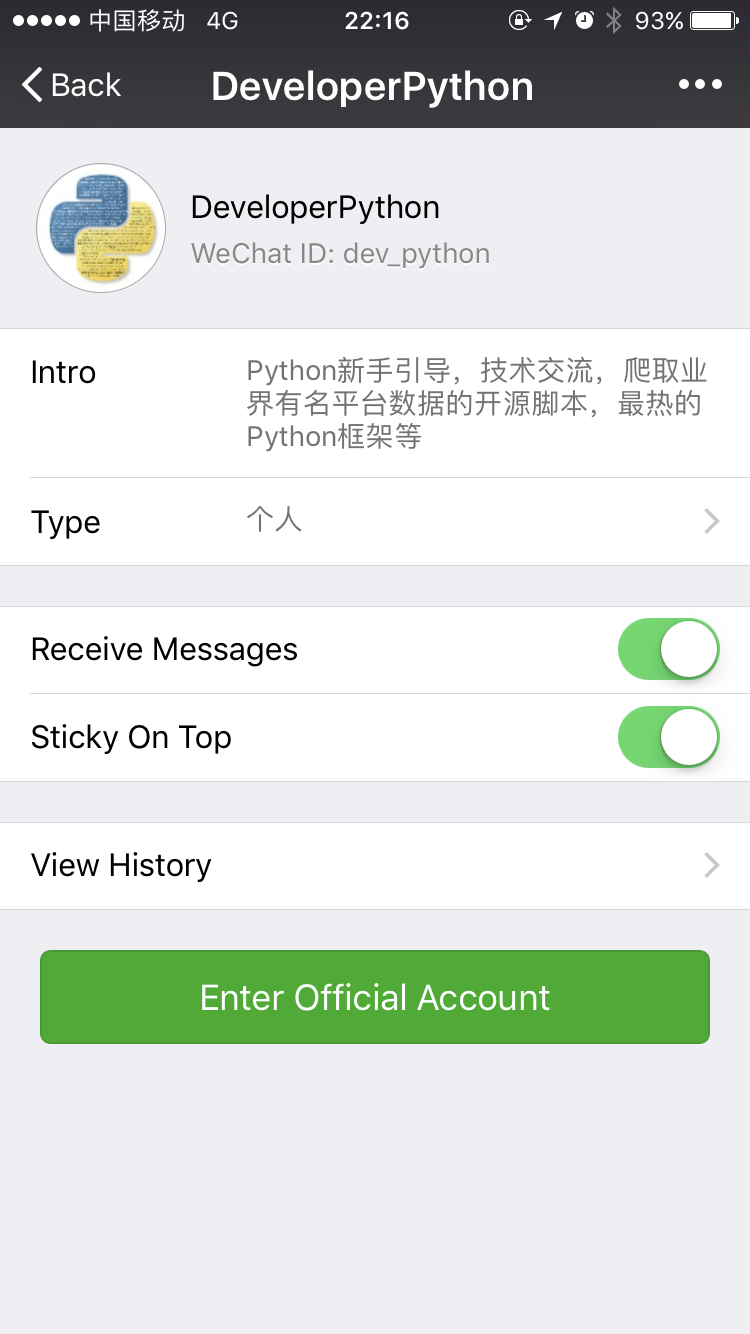 中国移动 4G 22:16 93%
Back DeveloperPython
DeveloperPython
WeChat ID: dev_python
Intro Python新手引导，技术交流，爬取业
界有名平台数据的开源脚本，最热的
Python框架等
Type 个人
Receive Messages
Sticky On Top
View History
Enter Official Account